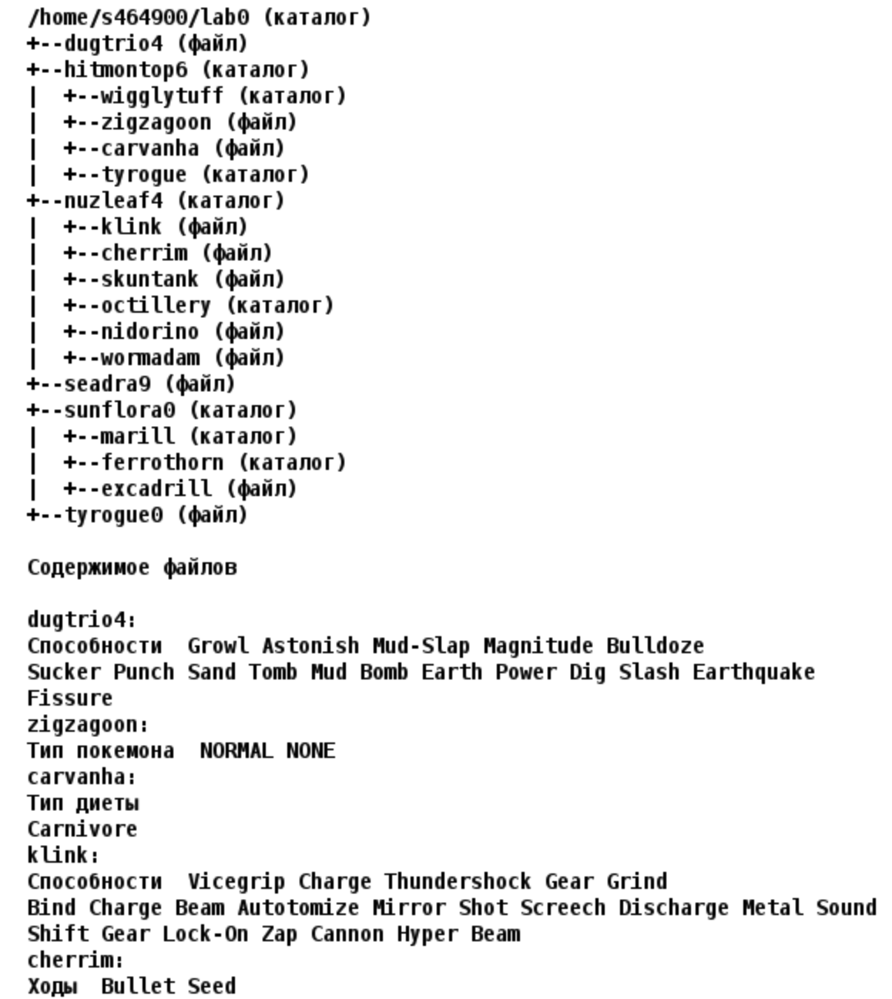 /home/s464900/lab0 (каталог)
+--dugtrio4 (файл)
+--hitmontop6 (каталог)
|  +--wigglytuff (каталог)
|  +--zigzagoon (файл)
|  +--carvanha (файл)
|  +--tyrogue (каталог)
+--nuzleaf4 (каталог)
|  +--klink (файл)
|  +--cherrim (файл)
|  +--skuntank (файл)
|  +--octillery (каталог)
|  +--nidorino (файл)
|  +--wormadam (файл)
+--seadra9 (файл)
+--sunflora0 (каталог)
|  +--marill (каталог)
|  +--ferrothorn (каталог)
|  +--excadrill (файл)
+--tyrogue0 (файл)

Содержимое файлов

dugtrio4:
Способности  Growl Astonish Mud-Slap Magnitude Bulldoze
Sucker Punch Sand Tomb Mud Bomb Earth Power Dig Slash Earthquake
Fissure
zigzagoon:
Тип покемона  NORMAL NONE
carvanha:
Тип диеты
Carnivore
klink:
Способности  Vicegrip Charge Thundershock Gear Grind
Bind Charge Beam Autotomize Mirror Shot Screech Discharge Metal Sound
Shift Gear Lock-On Zap Cannon Hyper Beam
cherrim:
Ходы  Bullet Seed